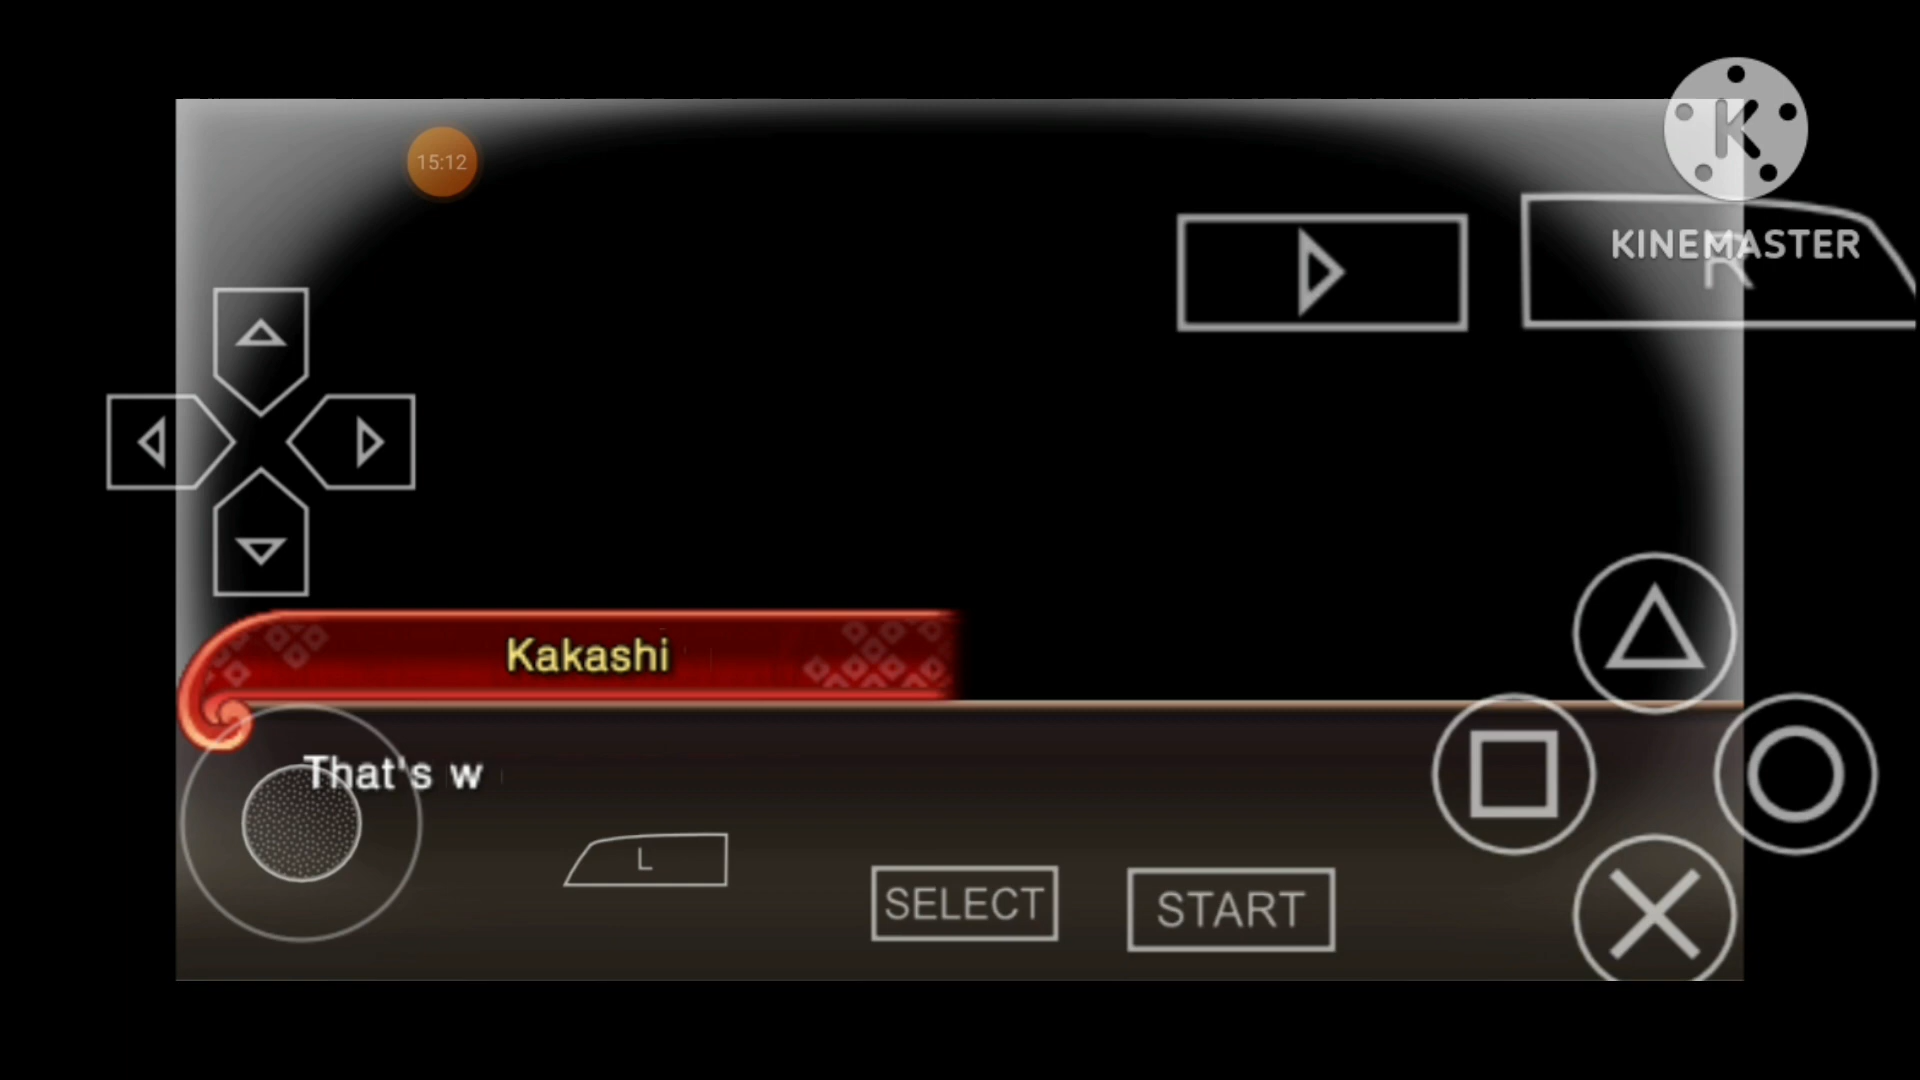 15:12
K
KINEMASTER
R
Kakashi
That's w
L
SELECT
START